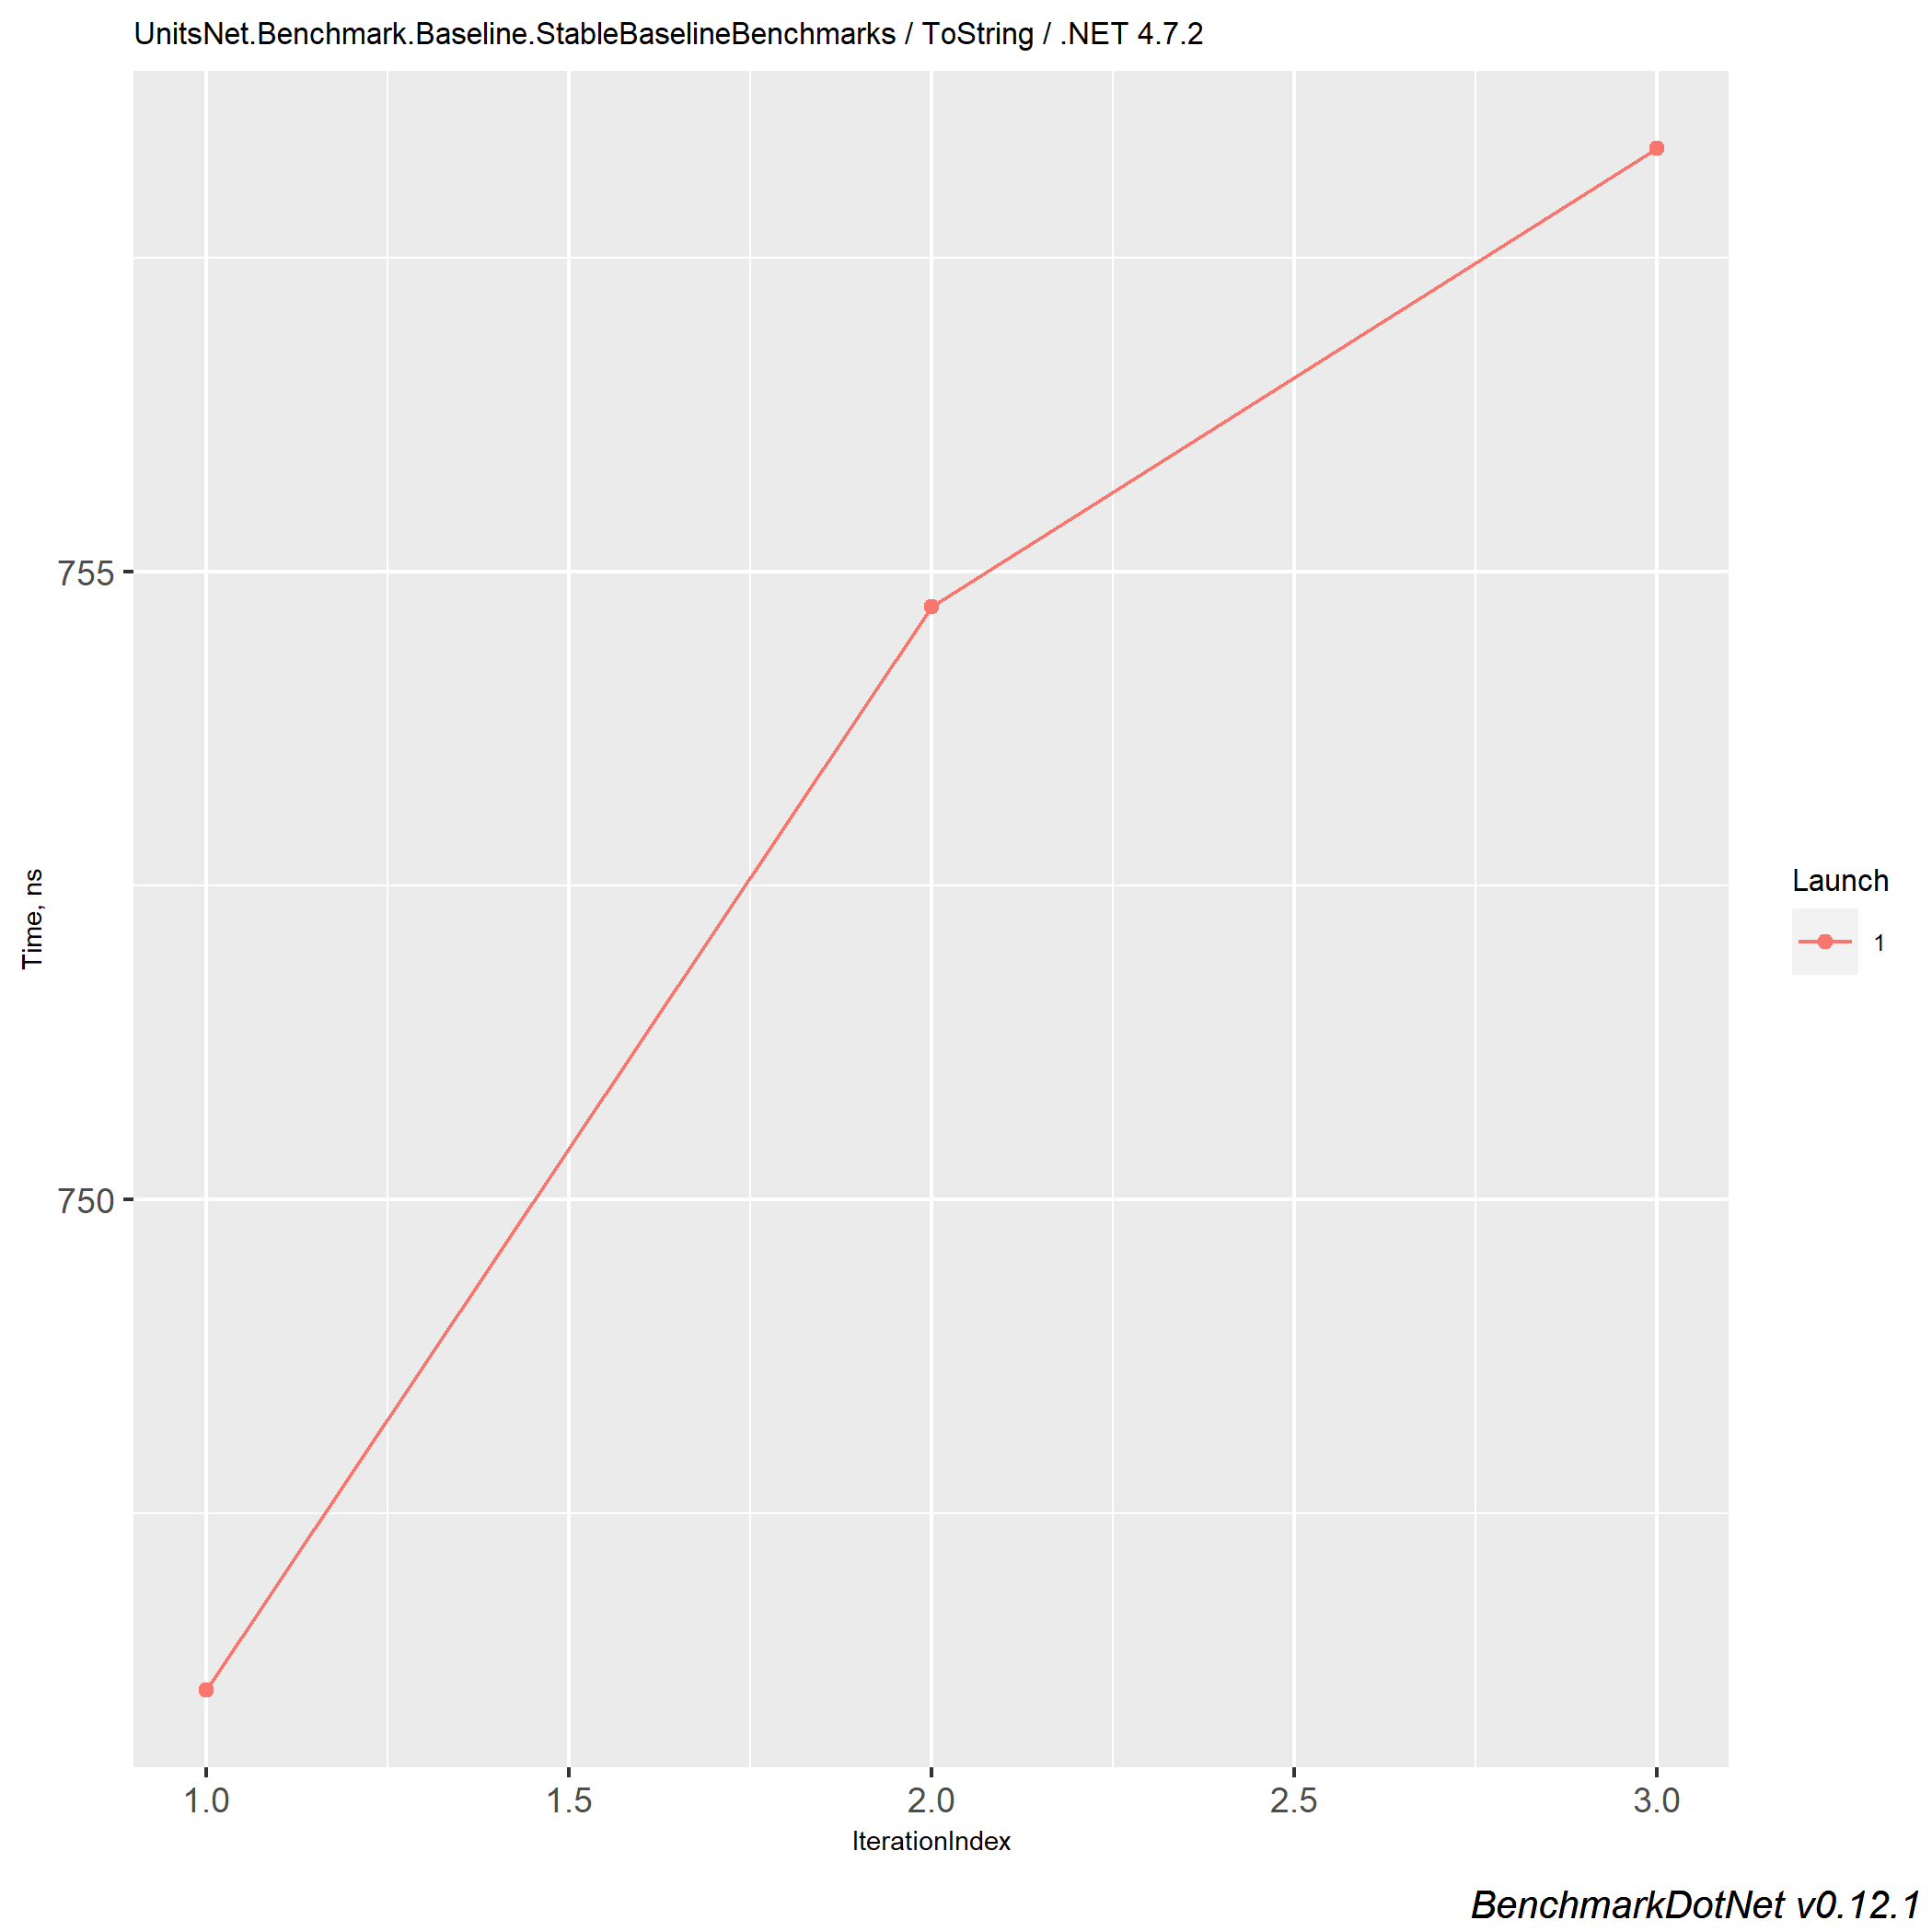 UnitsNet.Benchmark.Baseline.StableBaselineBenchmarks / ToString / .NET 4.7.2
755
750
Time, ns
1.0 1.5 2.0 2.5 3.0
IterationIndex
Launch
1
BenchmarkDotNet v0.12.1